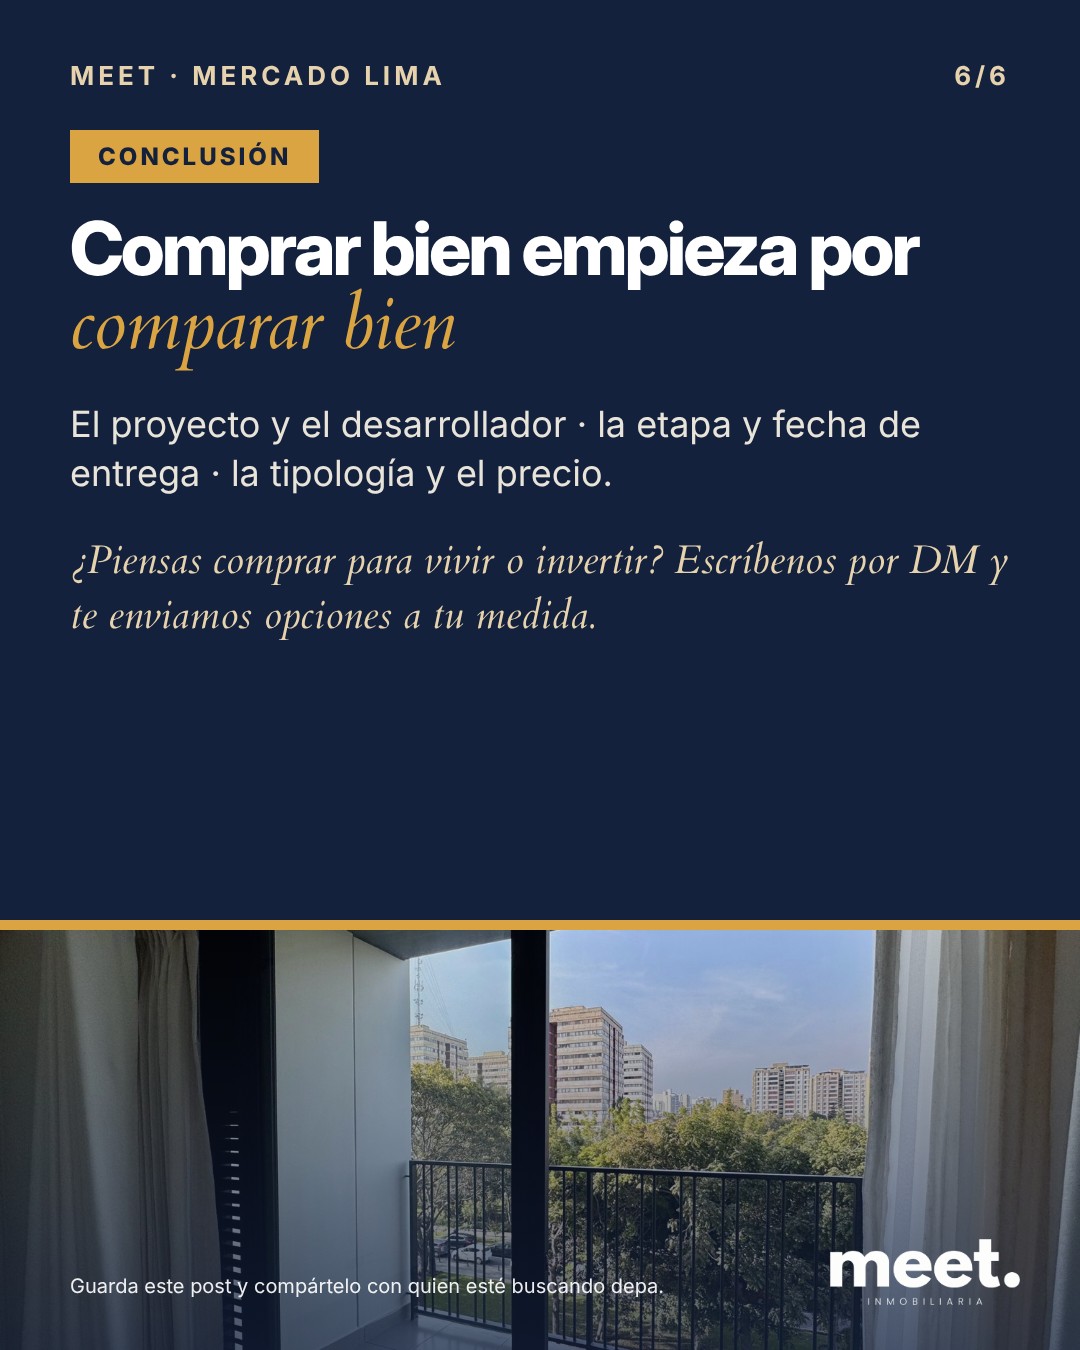 MEET · MERCADO LIMA
6/6
CONCLUSIÓN
Comprar bien empieza por
comparar bien
El proyecto y el desarrollador · la etapa y fecha de
entrega · la tipología y el precio.
¿Piensas comprar para vivir o invertir? Escríbenos por DM y
te enviamos opciones a tu medida.
Guarda este post y compártelo con quien esté buscando depa.
meet.
INMOBILIARIA